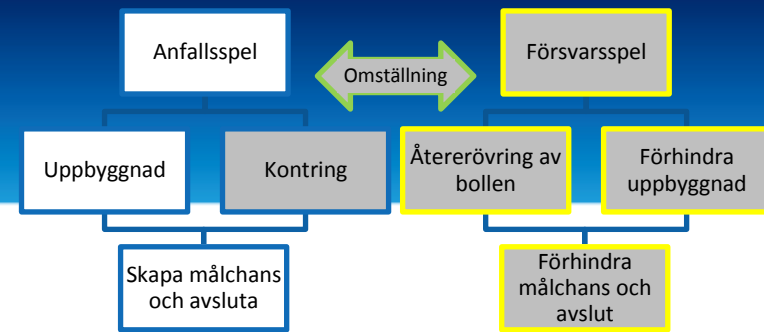 Anfallsspel
Omställning
Försvarsspel
Uppbyggnad
Kontring
Återerövring av
bollen
Förhindra
uppbyggnad
Skapa målchans
och avsluta
Förhindra
målchans och
avslut